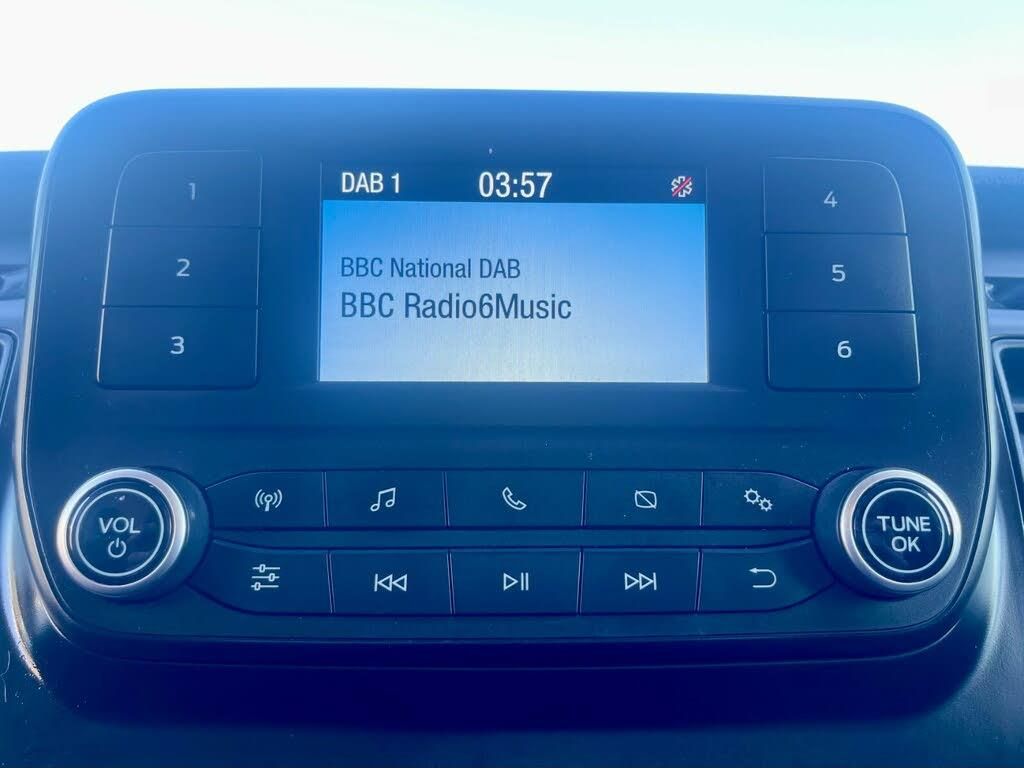 DAB 1 03:57
BBC National DAB
BBC Radio6Music
1
2
3
4
5
6
VOL
TUNE
OK